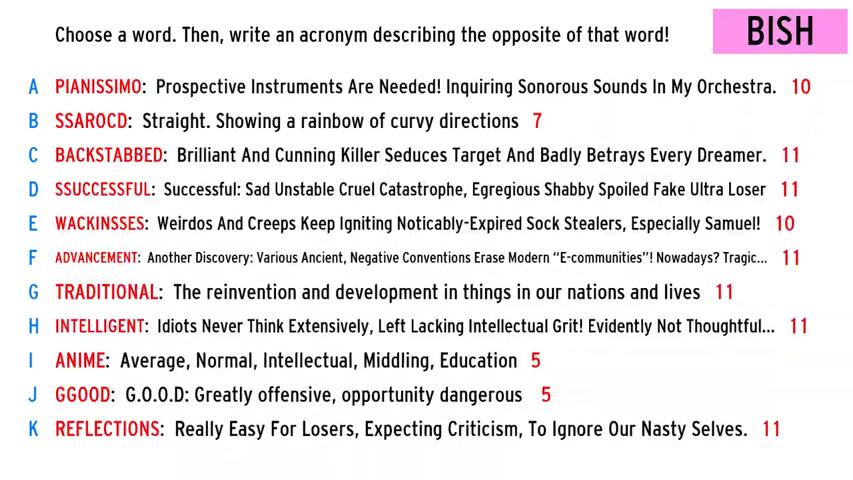 Choose a word. Then, write an acronym describing the opposite of that word!
BISH
A PIANISSIMO: Prospective Instruments Are Needed! Inquiring Sonorous Sounds In My Orchestra. 10
B SSAROCD: Straight. Showing a rainbow of curvy directions 7
C BACKSTABBED: Brilliant And Cunning Killer Seduces Target And Badly Betrays Every Dreamer. 11
D SSUCCESSFUL: Successful: Sad Unstable Cruel Catastrophe, Egregious Shabby Spoiled Fake Ultra Loser 11
E WACKINSSES: Weirdos And Creeps Keep Igniting Noticably-Expired Sock Stealers, Especially Samuel! 10
F ADVANCEMENT: Another Discovery: Various Ancient, Negative Conventions Erase Modern "E-communities"! Nowadays? Tragic... 11
G TRADITIONAL: The reinvention and development in things in our nations and lives 11
H INTELLIGENT: Idiots Never Think Extensively, Left Lacking Intellectual Grit! Evidently Not Thoughtful... 11
I ANIME: Average, Normal, Intellectual, Middling, Education 5
J GGOOD: G.O.O.D: Greatly offensive, opportunity dangerous 5
K REFLECTIONS: Really Easy For Losers, Expecting Criticism, To Ignore Our Nasty Selves. 11